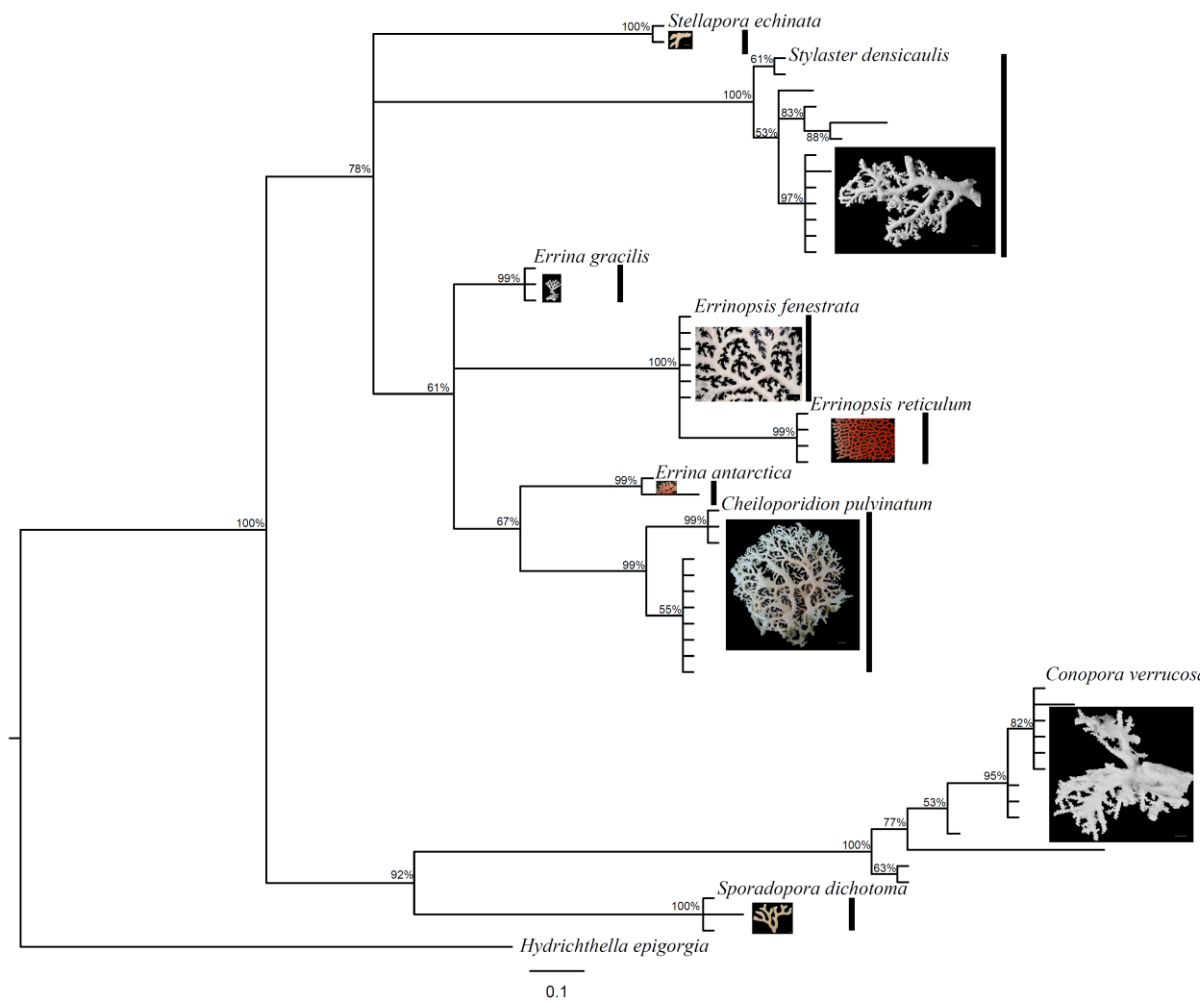 Stellapora echinata
100%
Stylaster densicaulis
61%
100%
83%
53%
88%
78%
97%
Errina gracilis
99%
Errinopsis fenestrata
100%
61%
Errinopsis reticulum
99%
Errina antarctica
99%
Cheiloporidion pulvinatum
100%
67%
99%
99%
55%
Conopora verrucosa
82%
95%
53%
77%
100%
63%
92%
Sporadopora dichotoma
100%
Hydrichthella epigorgia
0.1